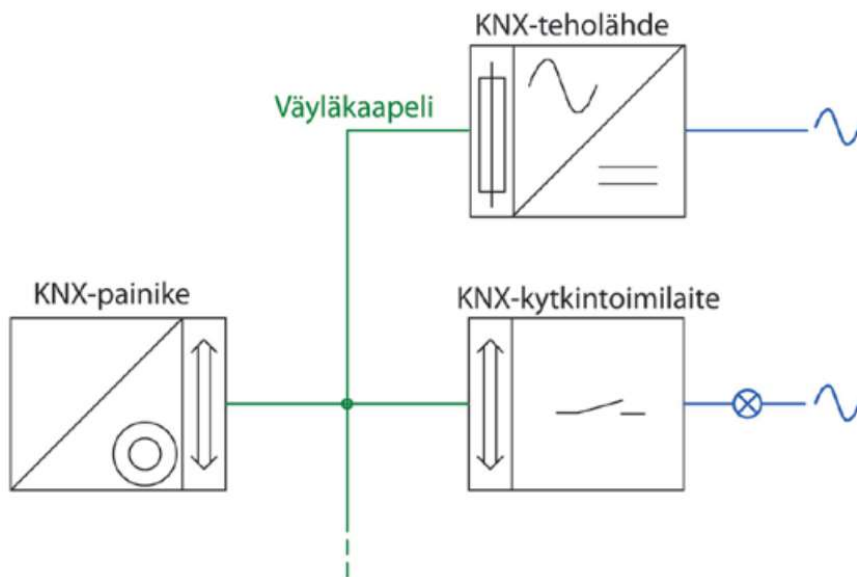 KNX-teholähde
Väyläkaapeli
KNX-painike
KNX-kytkintoimilaite